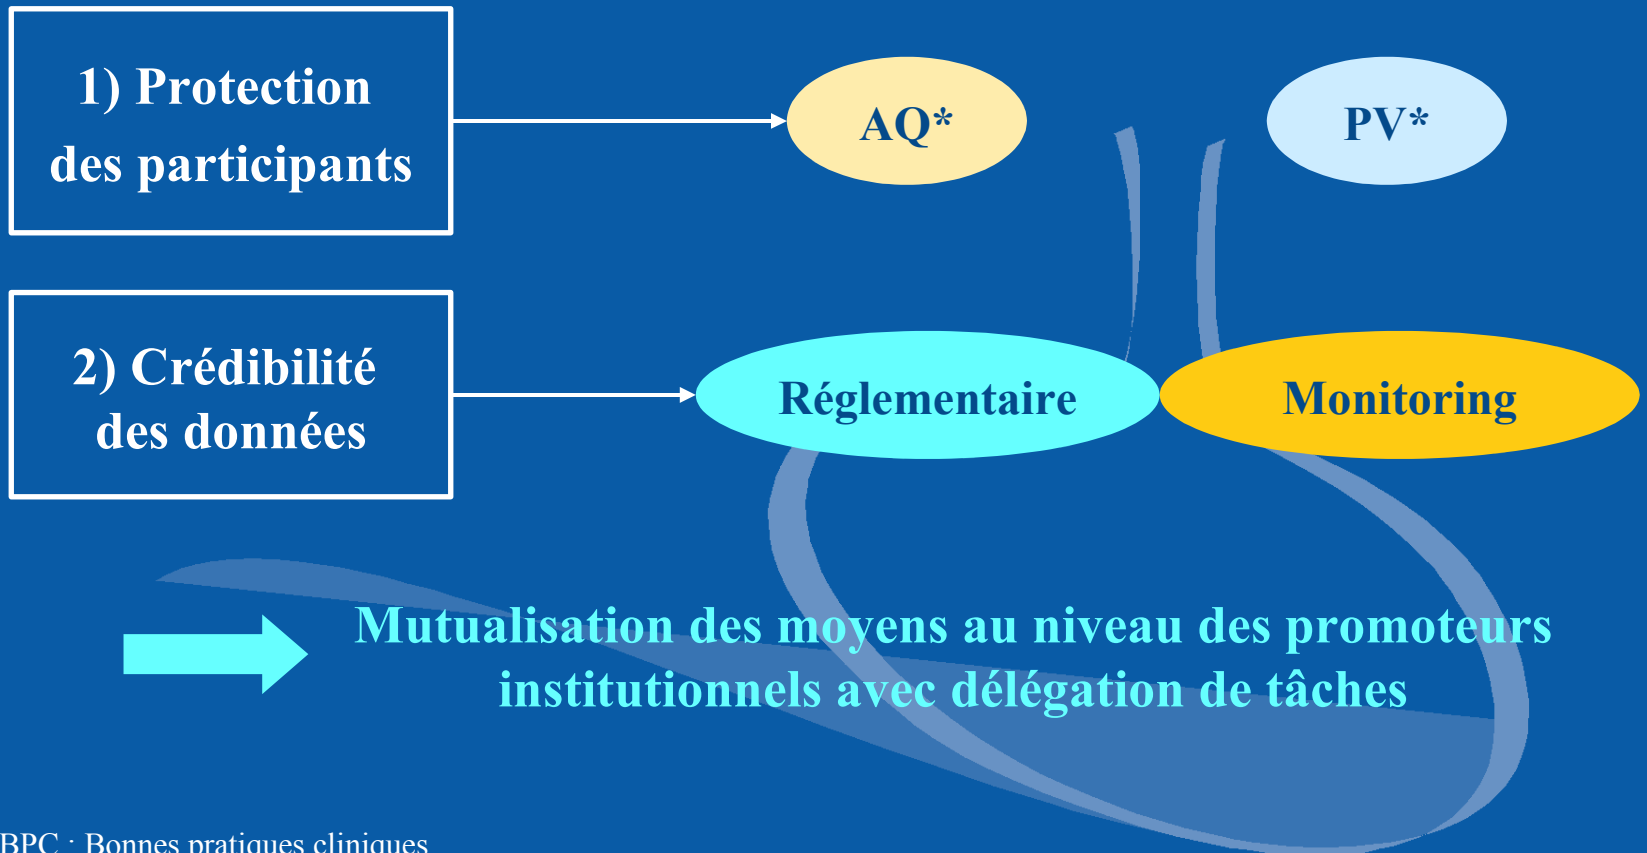 1) Protection
des participants
AQ*
PV*
2) Crédibilité
des données
Réglementaire
Monitoring
Mutualisation des moyens au niveau des promoteurs
institutionnels avec délégation de tâches
BPC : Bonnes pratiques cliniques